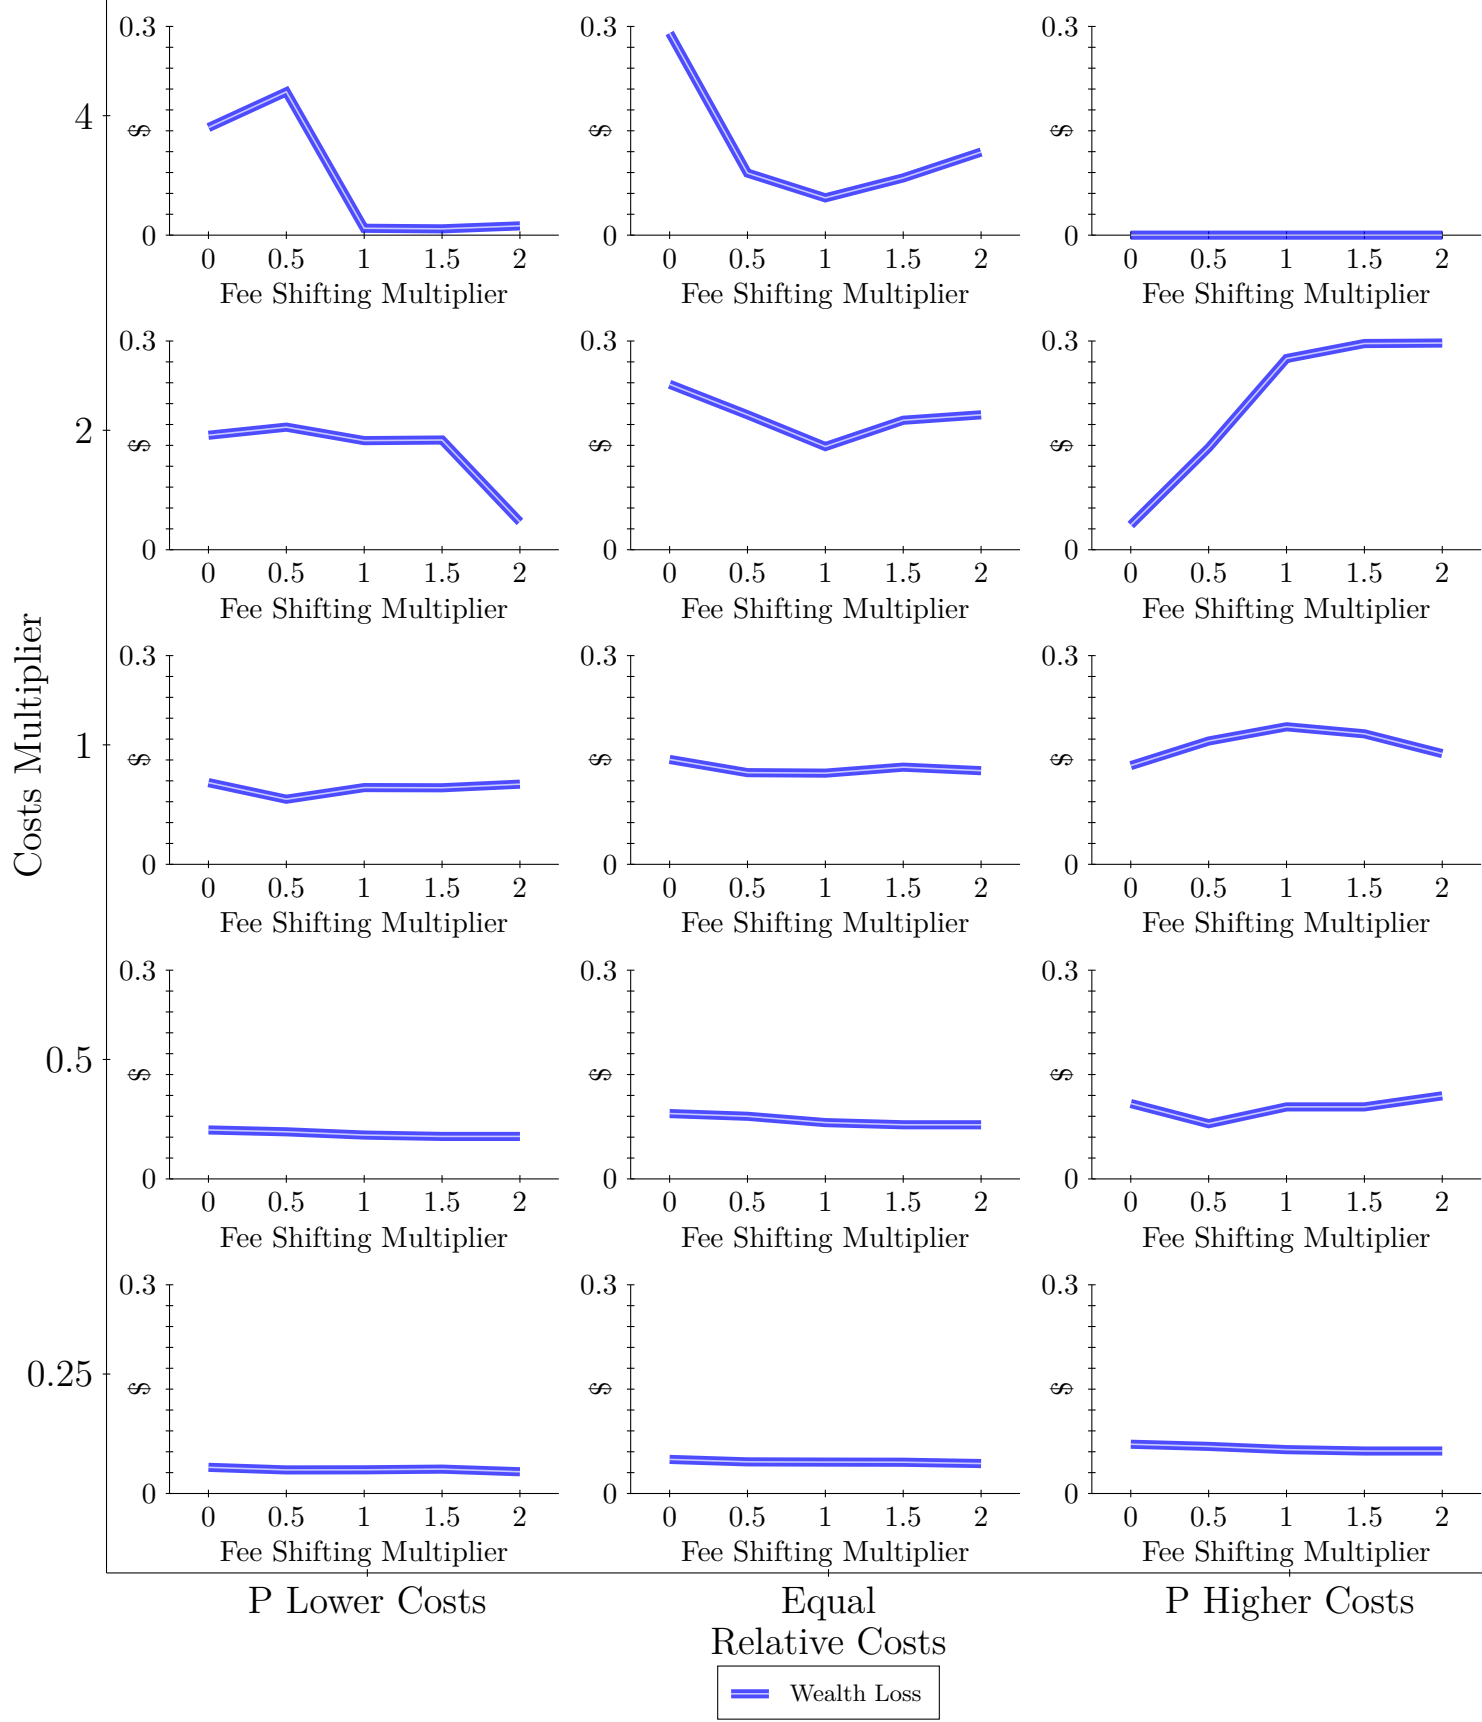 0.3 0.3 0.3
4 $ $ $
0 0 0
0 0.5 1 1.5 2 0 0.5 1 1.5 2 0 0.5 1 1.5 2
Fee Shifting Multiplier Fee Shifting Multiplier Fee Shifting Multiplier
0.3 0.3 0.3
2 $ $ $
0 0 0
0 0.5 1 1.5 2 0 0.5 1 1.5 2 0 0.5 1 1.5 2
Fee Shifting Multiplier Fee Shifting Multiplier Fee Shifting Multiplier
Costs Multiplier
0.3 0.3 0.3
1 $ $ $
0 0 0
0 0.5 1 1.5 2 0 0.5 1 1.5 2 0 0.5 1 1.5 2
Fee Shifting Multiplier Fee Shifting Multiplier Fee Shifting Multiplier
0.3 0.3 0.3
0.5 $ $ $
0 0 0
0 0.5 1 1.5 2 0 0.5 1 1.5 2 0 0.5 1 1.5 2
Fee Shifting Multiplier Fee Shifting Multiplier Fee Shifting Multiplier
0.3 0.3 0.3
0.25 $ $ $
0 0 0
0 0.5 1 1.5 2 0 0.5 1 1.5 2 0 0.5 1 1.5 2
Fee Shifting Multiplier Fee Shifting Multiplier Fee Shifting Multiplier
P Lower Costs Equal P Higher Costs
Relative Costs
Wealth Loss